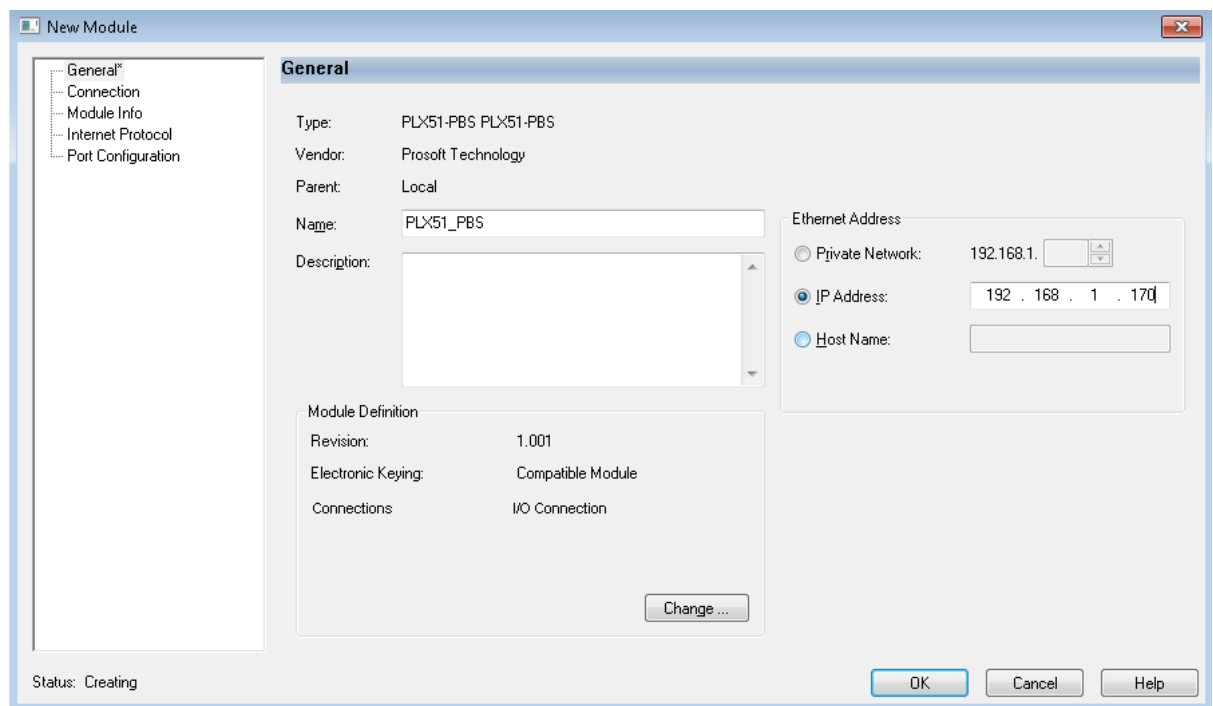 New Module
General*
Connection
Module Info
Internet Protocol
Port Configuration
General
Type: PLX51-PBS PLX51-PBS
Vendor: Prosoft Technology
Parent: Local
Name: PLX51_PBS
Description:
Ethernet Address
Private Network: 192.168.1.
IP Address: 192 . 168 . 1 . 170
Host Name:
Module Definition
Revision: 1.001
Electronic Keying: Compatible Module
Connections I/O Connection
Change ...
Status: Creating
OK Cancel Help